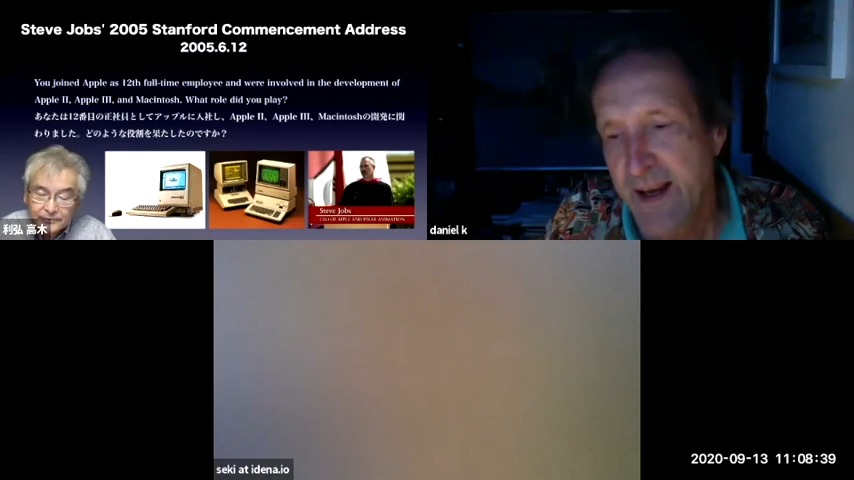 Steve Jobs' 2005 Stanford Commencement Address
2005.6.12
You joined Apple as 12th full-time employee and were involved in the development of
Apple II, Apple III, and Macintosh. What role did you play?
あなたは12番目の正社員としてアップルに入社し、Apple II、Apple III、Macintoshの開発に関
わりました。どのような役割を果たしたのですか？
Steve Jobs
CEO OF APPLE AND PIXAR ANIMATION
利弘 高木
daniel k
seki at idena.io
2020-09-13 11:08:39